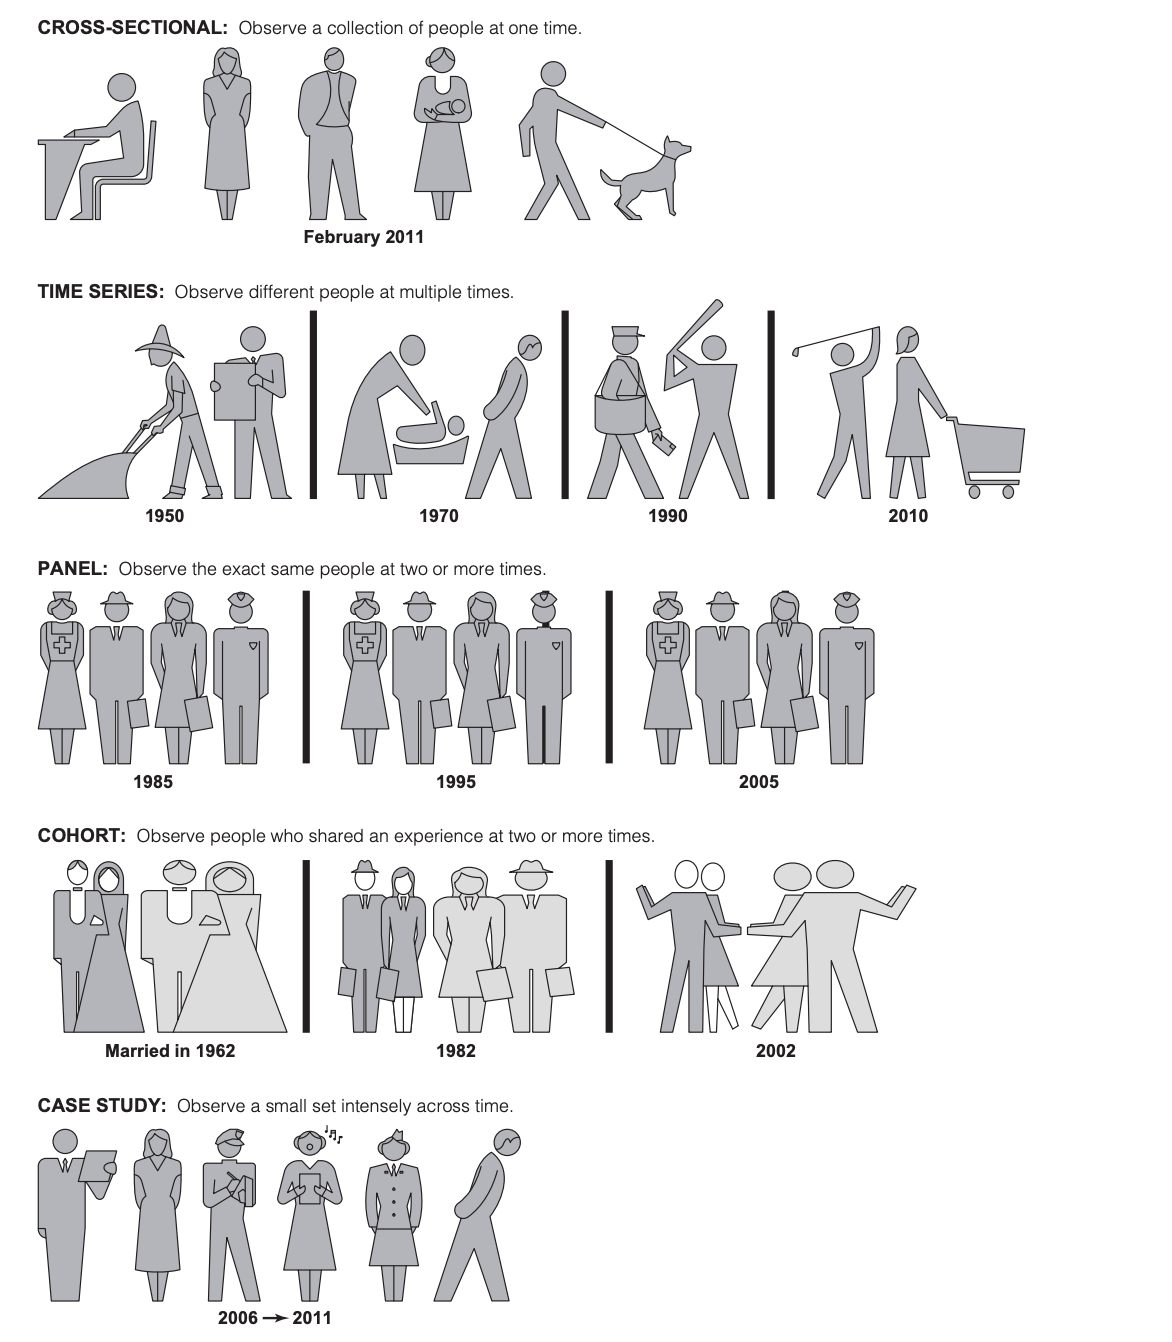 CROSS-SECTIONAL: Observe a collection of people at one time.
February 2011
TIME SERIES: Observe different people at multiple times.
1950
1970
1990
2010
PANEL: Observe the exact same people at two or more times.
1985
1995
2005
COHORT: Observe people who shared an experience at two or more times.
Married in 1962
1982
2002
CASE STUDY: Observe a small set intensely across time.
2006 → 2011